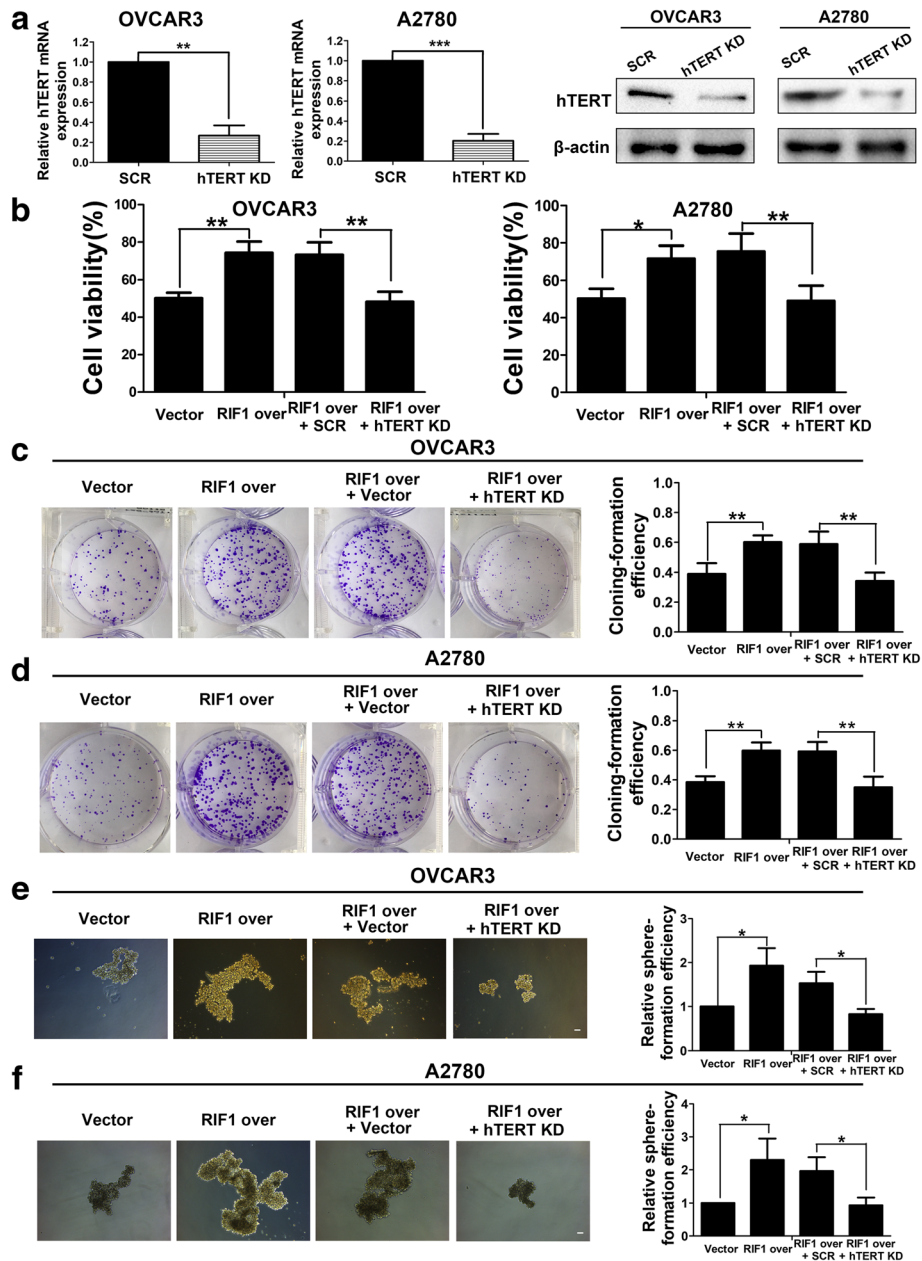 a
OVCAR3
Relative hTERT mRNA
expression
1.2
1.0
0.8
0.6
0.4
0.2
0.0
**
SCR
hTERT KD
A2780
Relative hTERT mRNA
expression
1.2
1.0
0.8
0.6
0.4
0.2
0.0
***
SCR
hTERT KD
OVCAR3
A2780
SCR
hTERT KD
SCR
hTERT KD
hTERT
β-actin
b
OVCAR3
Cell viability(%)
100
80
60
40
20
0
**
**
Vector
RIF1 over
RIF1 over
+ SCR
RIF1 over
+ hTERT KD
A2780
Cell viability(%)
100
80
60
40
20
0
*
**
Vector
RIF1 over
RIF1 over
+ SCR
RIF1 over
+ hTERT KD
c
OVCAR3
Vector
RIF1 over
RIF1 over
+ Vector
RIF1 over
+ hTERT KD
Cloning-formation
efficiency
1.0
0.8
0.6
0.4
0.2
0.0
**
**
Vector
RIF1 over
RIF1 over
+ SCR
RIF1 over
+ hTERT KD
d
A2780
Vector
RIF1 over
RIF1 over
+ Vector
RIF1 over
+ hTERT KD
Cloning-formation
efficiency
1.0
0.8
0.6
0.4
0.2
0.0
**
**
Vector
RIF1 over
RIF1 over
+ SCR
RIF1 over
+ hTERT KD
e
OVCAR3
Vector
RIF1 over
RIF1 over
+ Vector
RIF1 over
+ hTERT KD
Relative sphere-
formation efficiency
3
2
1
0
*
*
Vector
RIF1 over
RIF1 over
+ SCR
RIF1 over
+ hTERT KD
f
A2780
Vector
RIF1 over
RIF1 over
+ Vector
RIF1 over
+ hTERT KD
Relative sphere-
formation efficiency
4
3
2
1
0
*
*
Vector
RIF1 over
RIF1 over
+ SCR
RIF1 over
+ hTERT KD